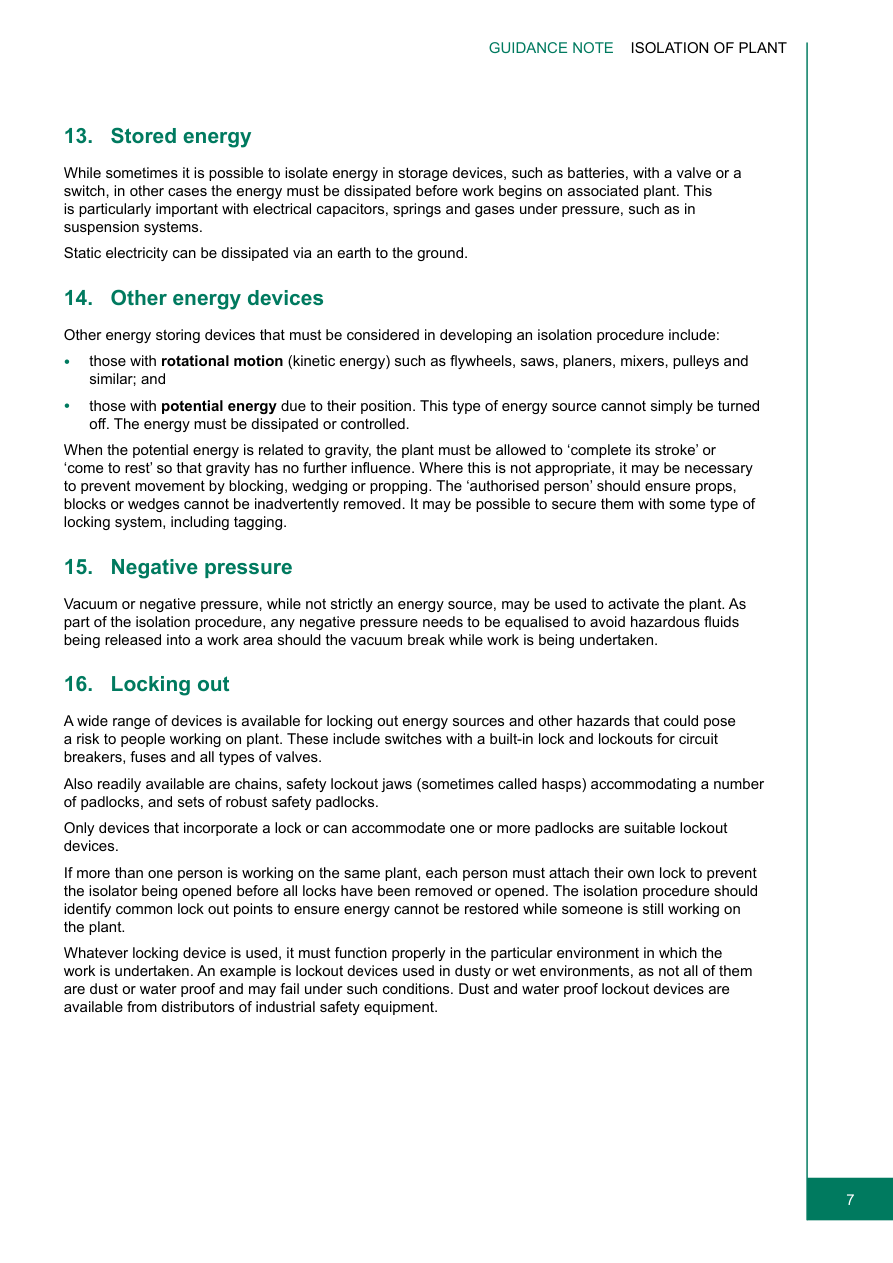 GUIDANCE NOTE ISOLATION OF PLANT
13. Stored energy
While sometimes it is possible to isolate energy in storage devices, such as batteries, with a valve or a
switch, in other cases the energy must be dissipated before work begins on associated plant. This
is particularly important with electrical capacitors, springs and gases under pressure, such as in
suspension systems.
Static electricity can be dissipated via an earth to the ground.
14. Other energy devices
Other energy storing devices that must be considered in developing an isolation procedure include:
• those with rotational motion (kinetic energy) such as flywheels, saws, planers, mixers, pulleys and
similar; and
• those with potential energy due to their position. This type of energy source cannot simply be turned
off. The energy must be dissipated or controlled.
When the potential energy is related to gravity, the plant must be allowed to ‘complete its stroke’ or
‘come to rest’ so that gravity has no further influence. Where this is not appropriate, it may be necessary
to prevent movement by blocking, wedging or propping. The ‘authorised person’ should ensure props,
blocks or wedges cannot be inadvertently removed. It may be possible to secure them with some type of
locking system, including tagging.
15. Negative pressure
Vacuum or negative pressure, while not strictly an energy source, may be used to activate the plant. As
part of the isolation procedure, any negative pressure needs to be equalised to avoid hazardous fluids
being released into a work area should the vacuum break while work is being undertaken.
16. Locking out
A wide range of devices is available for locking out energy sources and other hazards that could pose
a risk to people working on plant. These include switches with a built-in lock and lockouts for circuit
breakers, fuses and all types of valves.
Also readily available are chains, safety lockout jaws (sometimes called hasps) accommodating a number
of padlocks, and sets of robust safety padlocks.
Only devices that incorporate a lock or can accommodate one or more padlocks are suitable lockout
devices.
If more than one person is working on the same plant, each person must attach their own lock to prevent
the isolator being opened before all locks have been removed or opened. The isolation procedure should
identify common lock out points to ensure energy cannot be restored while someone is still working on
the plant.
Whatever locking device is used, it must function properly in the particular environment in which the
work is undertaken. An example is lockout devices used in dusty or wet environments, as not all of them
are dust or water proof and may fail under such conditions. Dust and water proof lockout devices are
available from distributors of industrial safety equipment.
7